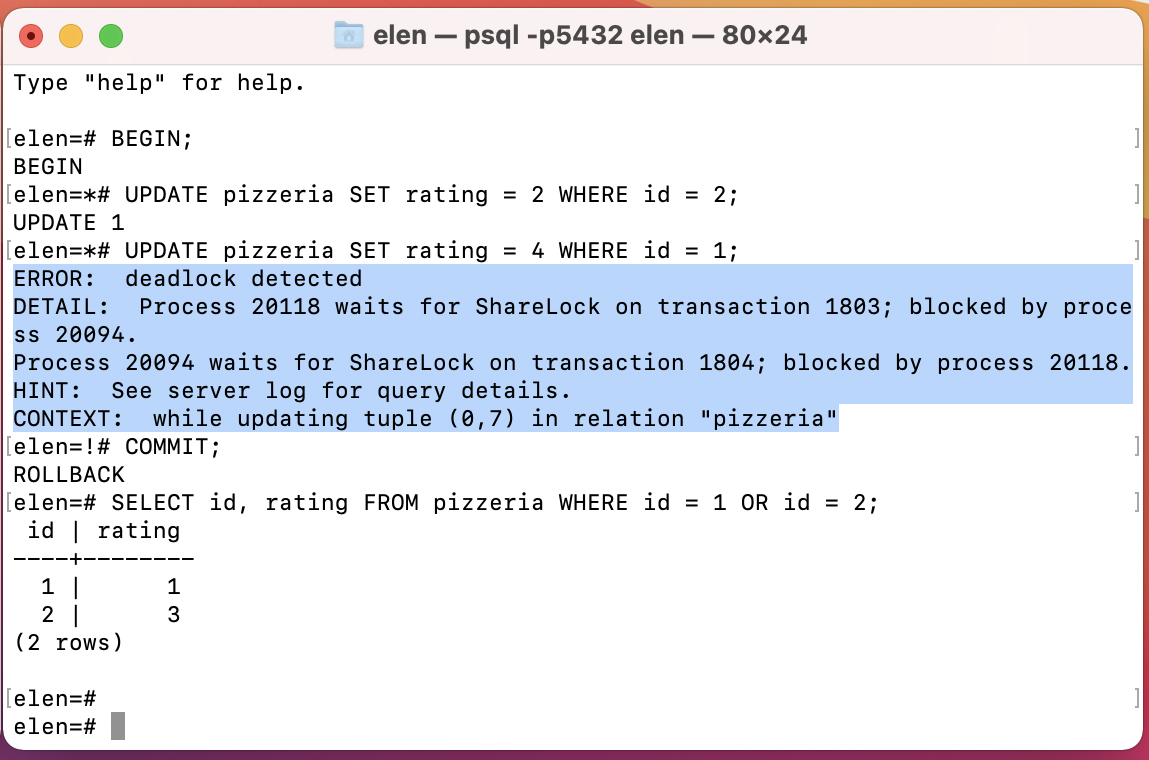 elen — psql -p5432 elen — 80×24
Type "help" for help.
[elen=# BEGIN; ]
BEGIN
[elen=*# UPDATE pizzeria SET rating = 2 WHERE id = 2; ]
UPDATE 1
[elen=*# UPDATE pizzeria SET rating = 4 WHERE id = 1; ]
ERROR:  deadlock detected
DETAIL:  Process 20118 waits for ShareLock on transaction 1803; blocked by proce
ss 20094.
Process 20094 waits for ShareLock on transaction 1804; blocked by process 20118.
HINT:  See server log for query details.
CONTEXT:  while updating tuple (0,7) in relation "pizzeria"
[elen=!# COMMIT; ]
ROLLBACK
[elen=# SELECT id, rating FROM pizzeria WHERE id = 1 OR id = 2; ]
 id | rating
----+--------
  1 |      1
  2 |      3
(2 rows)
[elen=# ]
elen=#